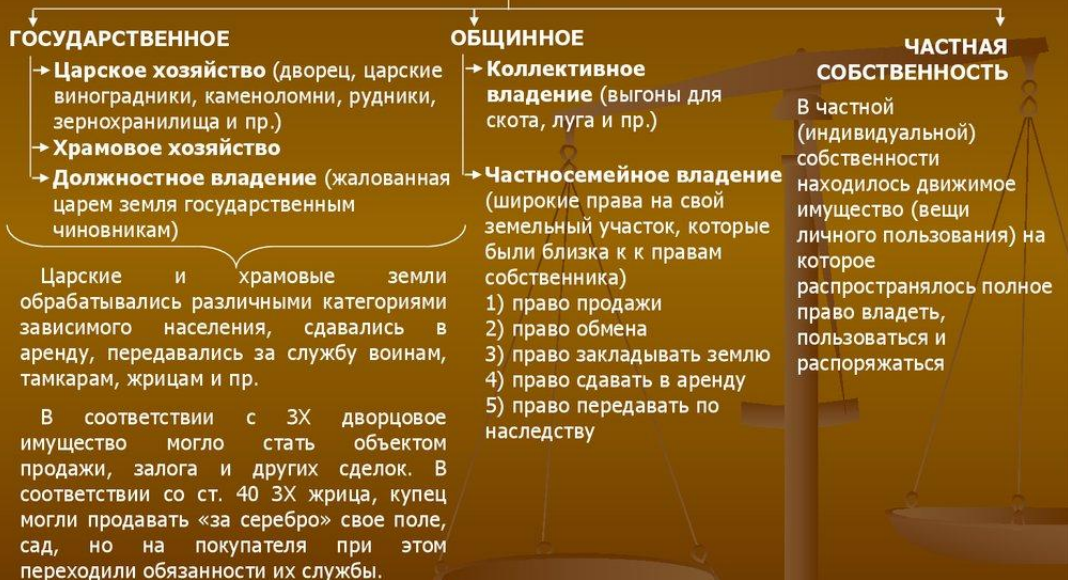 ГОСУДАРСТВЕННОЕ
Царское хозяйство (дворец, царские
виноградники, каменоломни, рудники,
зернохранилища и пр.)
Храмовое хозяйство
Должностное владение (жалованная
царем земля государственным
чиновникам)
Царские и храмовые земли
обрабатывались различными категориями
зависимого населения, сдавались в
аренду, передавались за службу воинам,
тамкарам, жрицам и пр.
В соответствии с ЗХ дворцовое
имущество могло стать объектом
продажи, залога и других сделок. В
соответствии со ст. 40 ЗХ жрица, купец
могли продавать «за серебро» свое поле,
сад, но на покупателя при этом
переходили обязанности их службы.
ОБЩИННОЕ
Коллективное
владение (выгоны для
скота, луга и пр.)
Частносемейное владение
(широкие права на свой
земельный участок, которые
были близка к к правам
собственника)
1) право продажи
2) право обмена
3) право закладывать землю
4) право сдавать в аренду
5) право передавать по
наследству
ЧАСТНАЯ
СОБСТВЕННОСТЬ
В частной
(индивидуальной)
собственности
находилось движимое
имущество (вещи
личного пользования) на
которое
распространялось полное
право владеть,
пользоваться и
распоряжаться